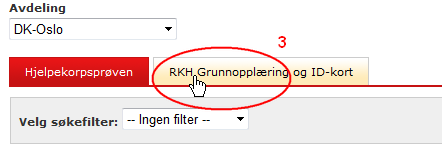 Avdeling
DK-Oslo
3
Hjelpekorpsprøven
RKH Grunnopplæring og ID-kort
Velg søkefilter: -- Ingen filter --